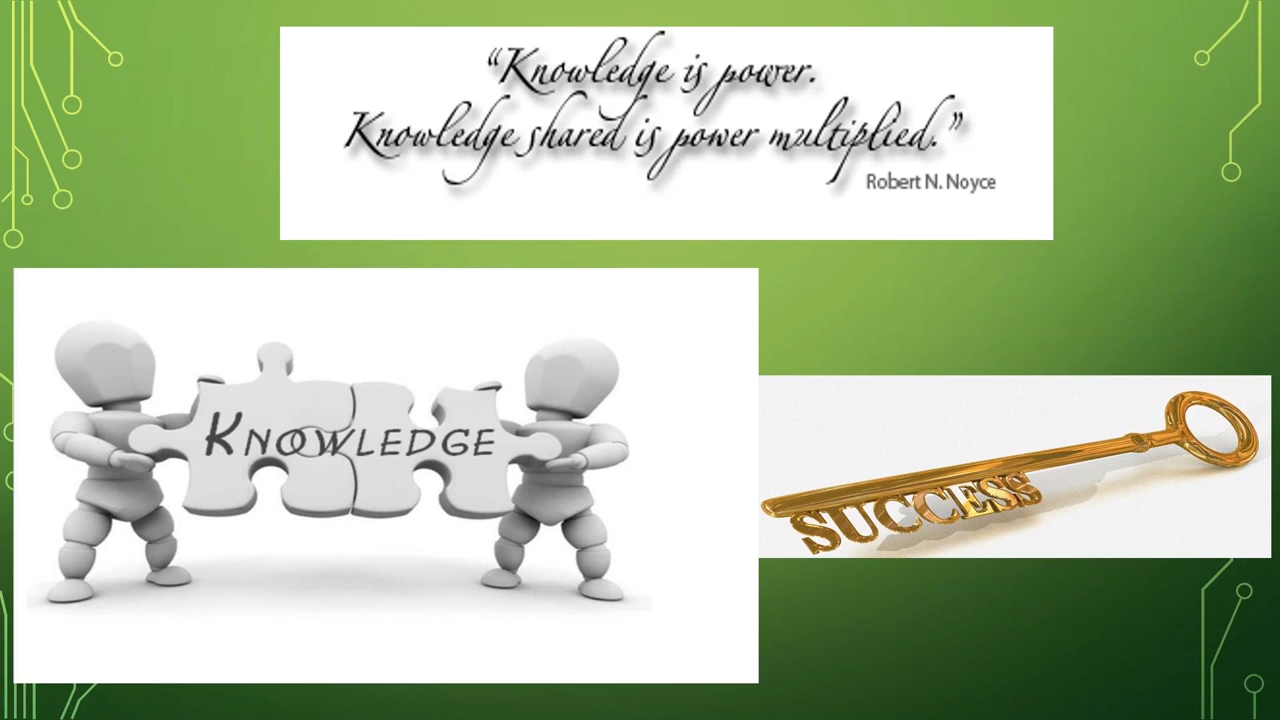 “Knowledge is power.
Knowledge shared is power multiplied.”
Robert N. Noyce
KNOWLEDGE
SUCCESS